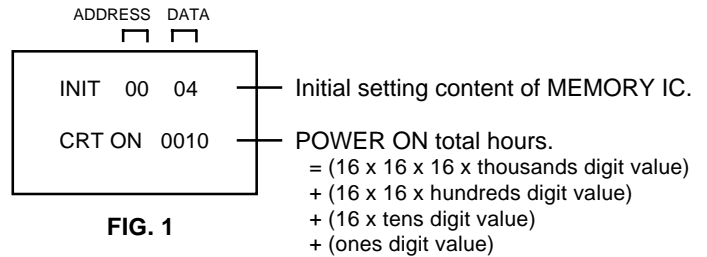 ADDRESS DATA
INIT 00 04
Initial setting content of MEMORY IC.
CRT ON 0010
POWER ON total hours.
= (16 x 16 x 16 x thousands digit value)
+ (16 x 16 x hundreds digit value)
+ (16 x tens digit value)
+ (ones digit value)
FIG. 1